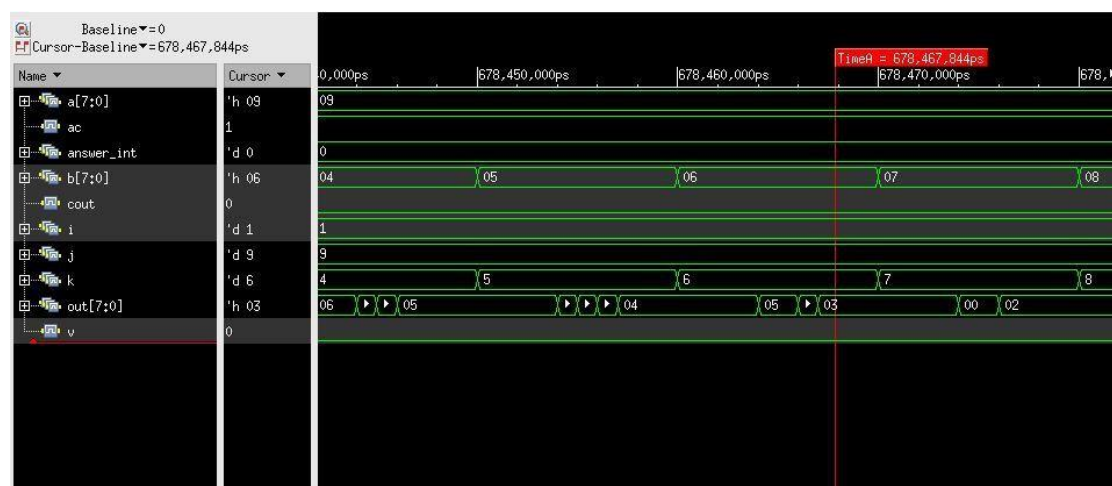 Baseline▼=0
Cursor-Baseline▼=678,467,844ps
TimeA = 678,467,844ps
Name ▼ Cursor ▼ 0,000ps 678,450,000ps 678,460,000ps 678,470,000ps 678,
a[7:0] 'h 09 09
ac 1
answer_int 'd 0 0
b[7:0] 'h 06 04 05 06 07 08
cout 0
i 'd 1 1
j 'd 9 9
k 'd 6 4 5 6 7 8
out[7:0] 'h 03 06 05 04 05 03 00 02
v 0